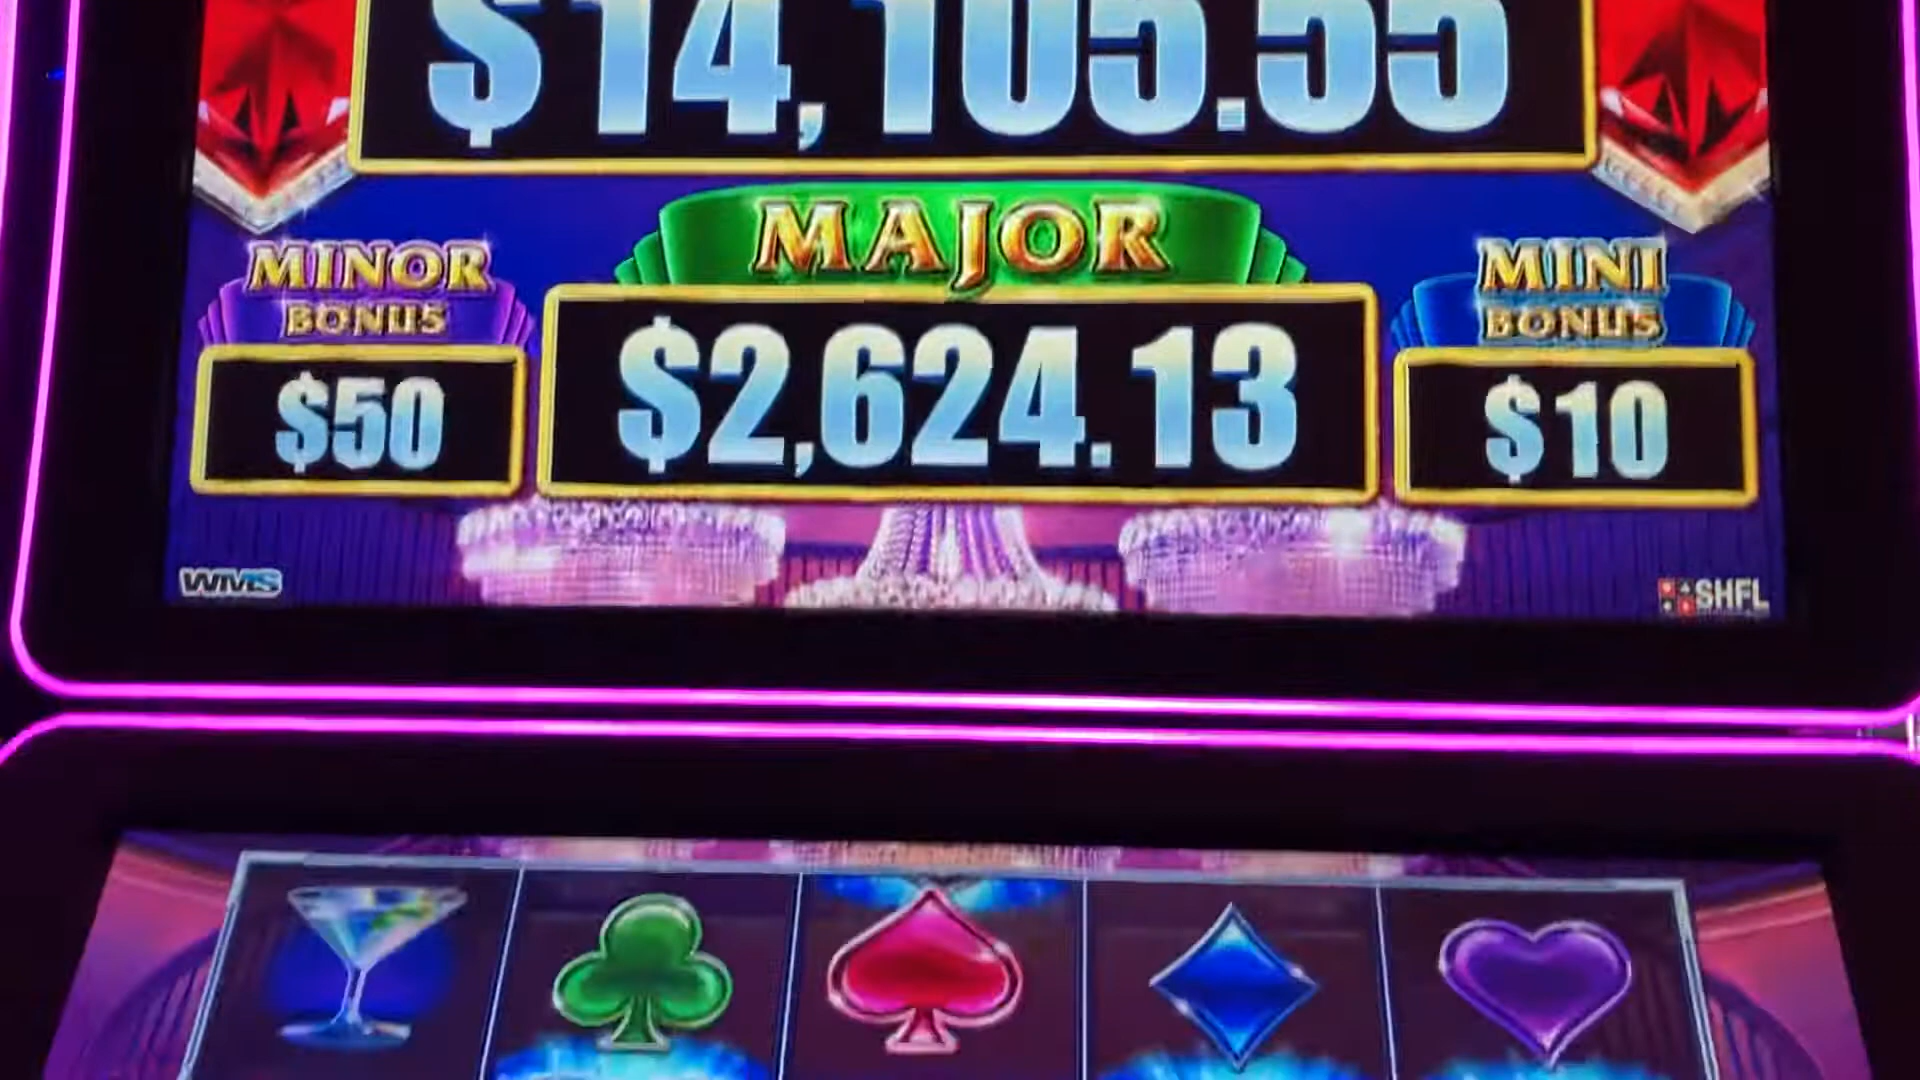 $14,105.55
MAJOR
MINOR
BONUS
MINI
BONUS
$50
$2,624.13
$10
WMS
SHFL